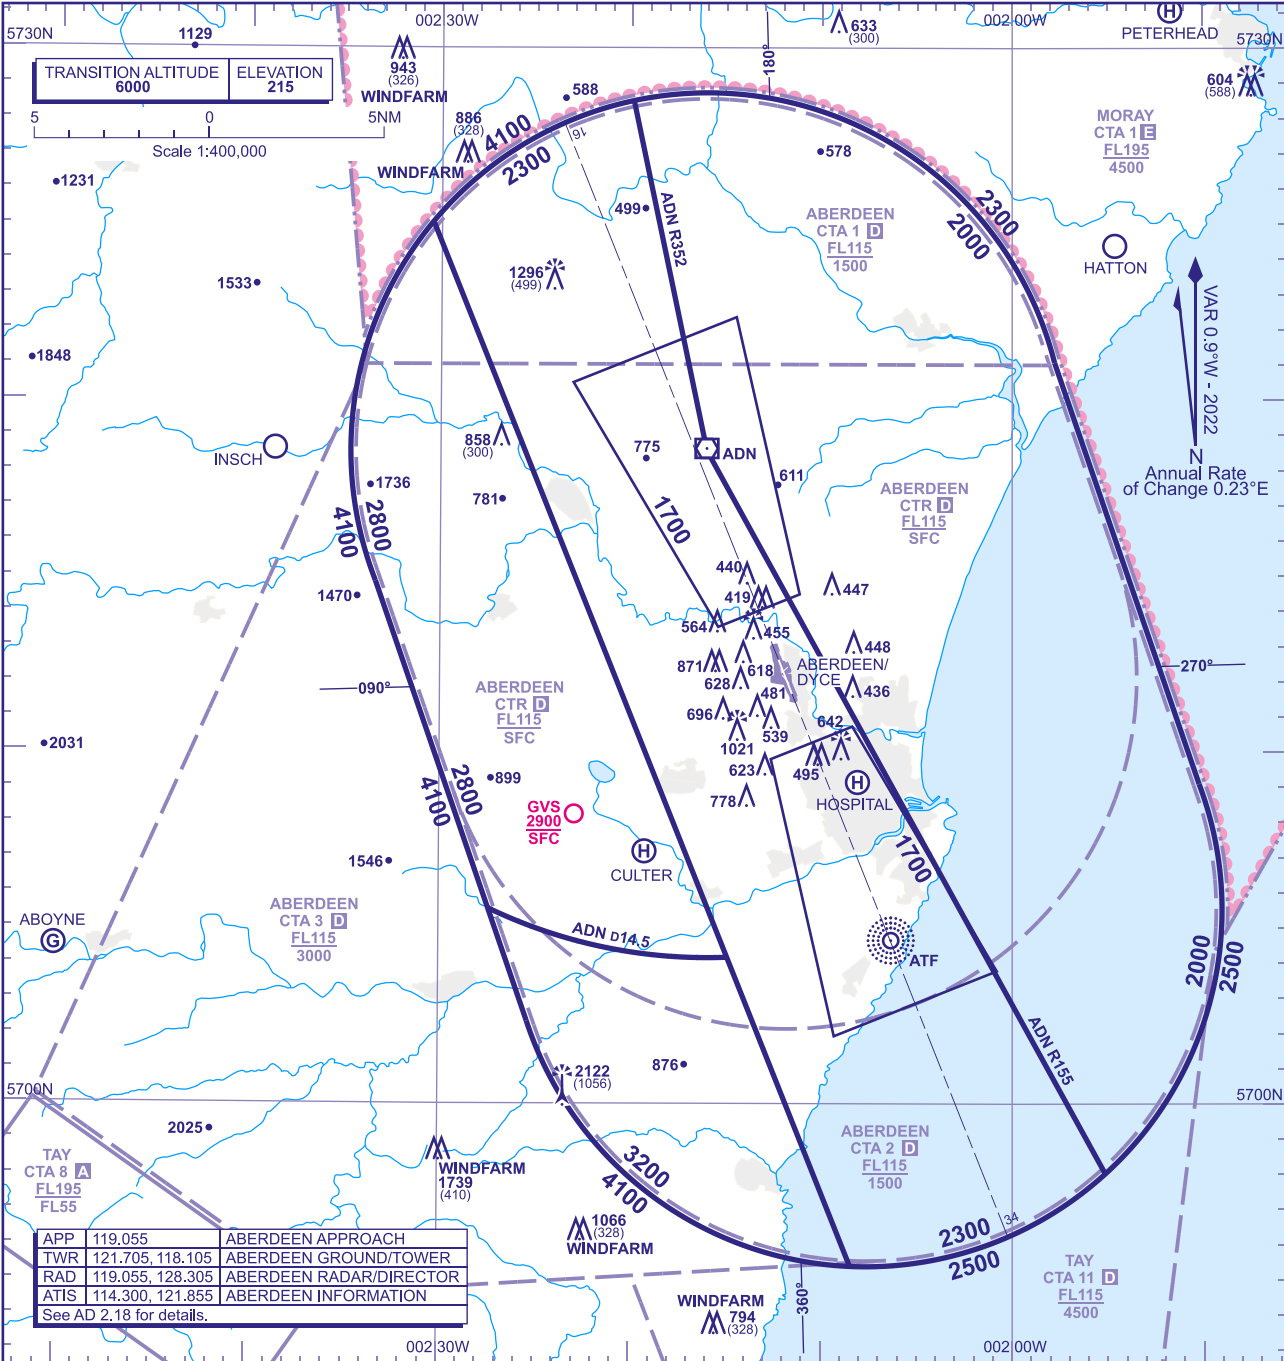 002 30W
002 00W
5730N
5730N
1129
633
(300)
PETERHEAD
H
180°
604
(588)
TRANSITION ALTITUDE
6000
ELEVATION
215
943
(326)
WINDFARM
588
5 0 5NM
Scale 1:400,000
886
(328)
WINDFARM
4100
2300
16
578
MORAY
CTA 1 E
FL195
4500
1231
499
ADN R352
ABERDEEN
CTA 1 D
FL115
1500
2300
2000
HATTON
1296
(499)
1533
VAR 0.9°W - 2022
N
Annual Rate
of Change 0.23°E
1848
858
(300)
INSCH
775
ADN
611
1736
781
ABERDEEN
CTR D
FL115
SFC
1700
2800
4100
440
419
447
1470
564
455
448
871
618
ABERDEEN/
DYCE
270°
628
436
090°
481
ABERDEEN
CTR D
FL115
SFC
696
539
642
1021
2031
623
495
2800
4100
899
778
H
HOSPITAL
GVS
2900
SFC
H
CULTER
1546
1700
ABOYNE
G
ABERDEEN
CTA 3 D
FL115
3000
ADN D14.5
ATF
2000
2500
ADN R155
2122
(1056)
876
5700N
5700N
2025
TAY
CTA 8 A
FL195
FL55
WINDFARM
1739
(410)
3200
4100
ABERDEEN
CTA 2 D
FL115
1500
1066
(328)
WINDFARM
34
2300
2500
APP 119.055 ABERDEEN APPROACH
TWR 121.705, 118.105 ABERDEEN GROUND/TOWER
RAD 119.055, 128.305 ABERDEEN RADAR/DIRECTOR
ATIS 114.300, 121.855 ABERDEEN INFORMATION
See AD 2.18 for details.
TAY
CTA 11 D
FL115
4500
WINDFARM
794
(328)
360°
002 30W
002 00W